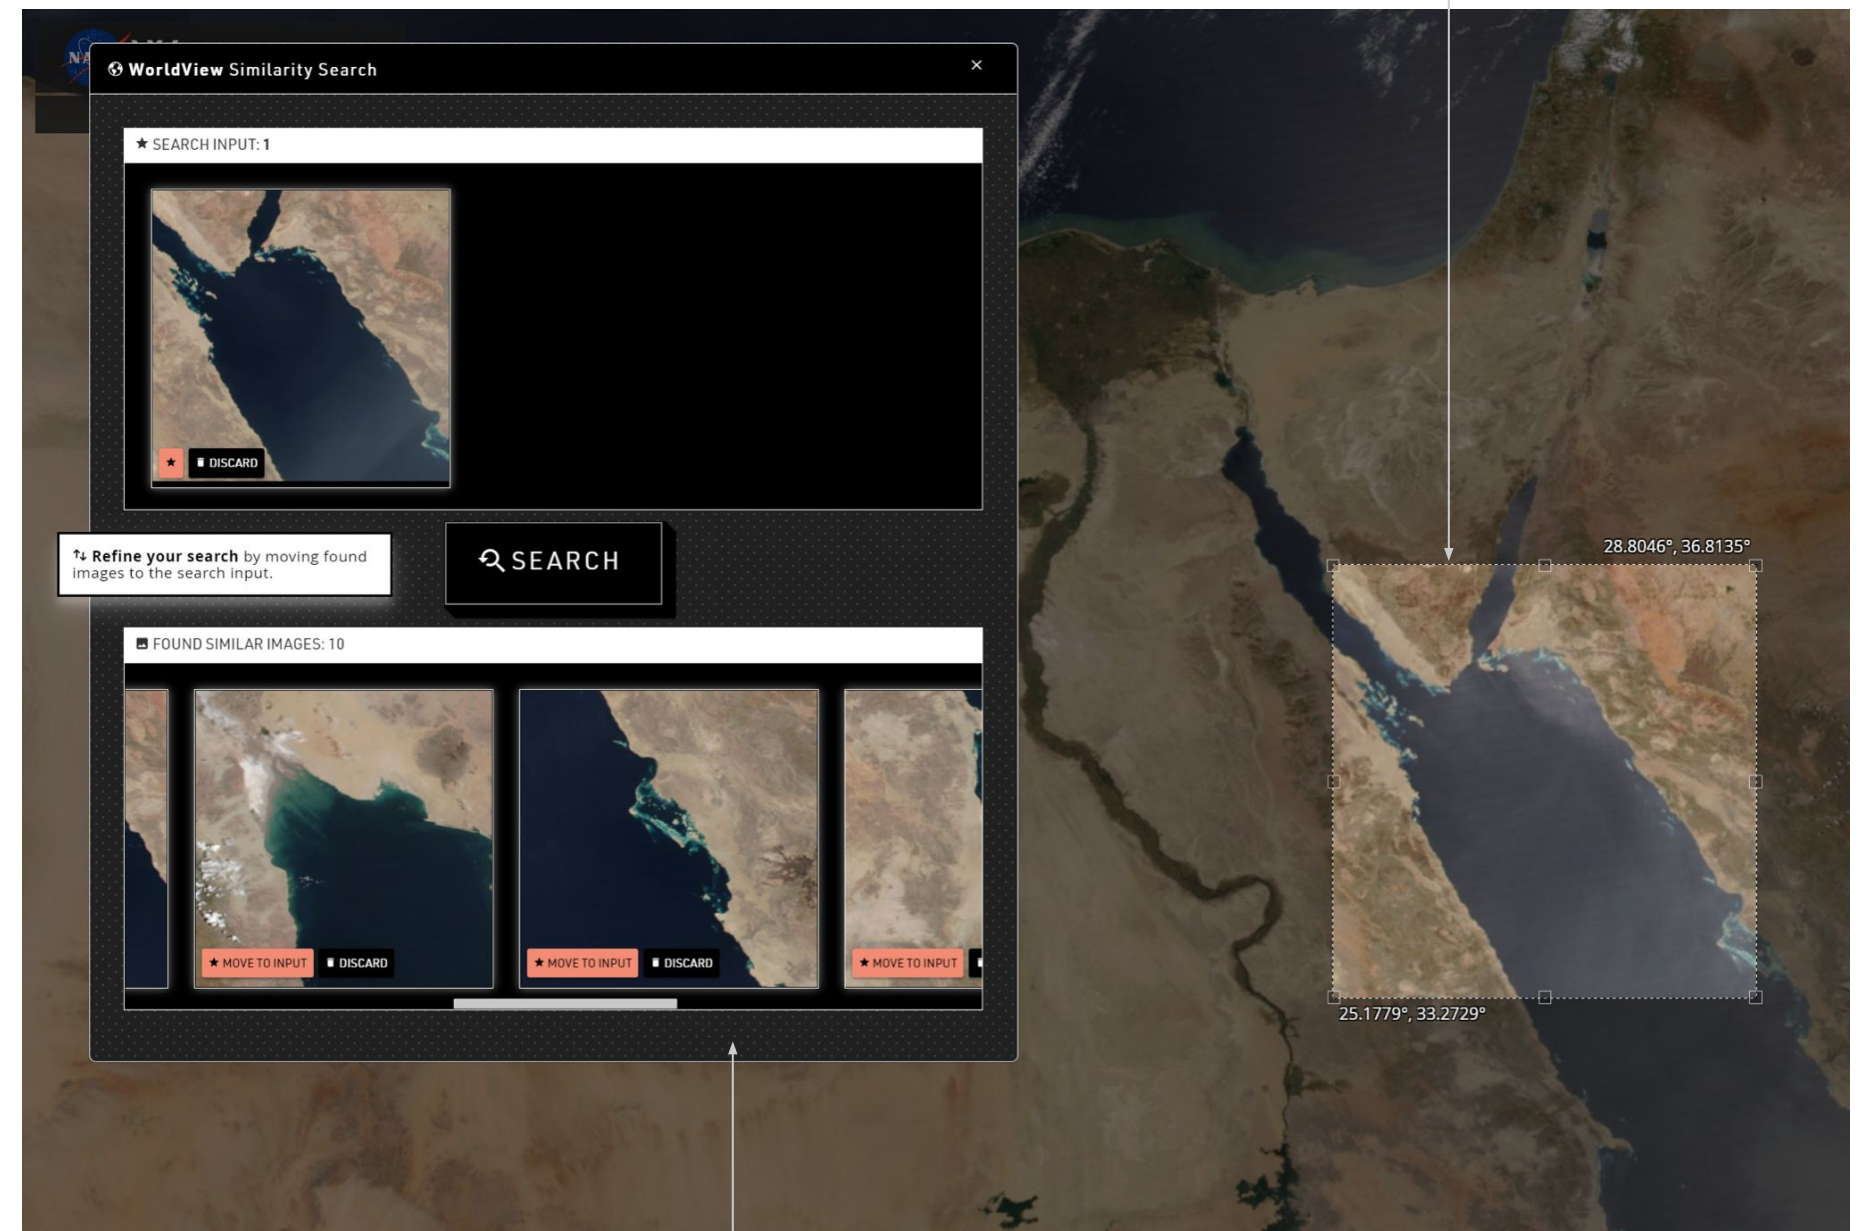 WorldView Similarity Search
SEARCH INPUT: 1
DISCARD
Refine your search by moving found
images to the search input.
SEARCH
FOUND SIMILAR IMAGES: 10
MOVE TO INPUT DISCARD
MOVE TO INPUT DISCARD
MOVE TO INPUT
28.8046°, 36.8135°
25.1779°, 33.2729°